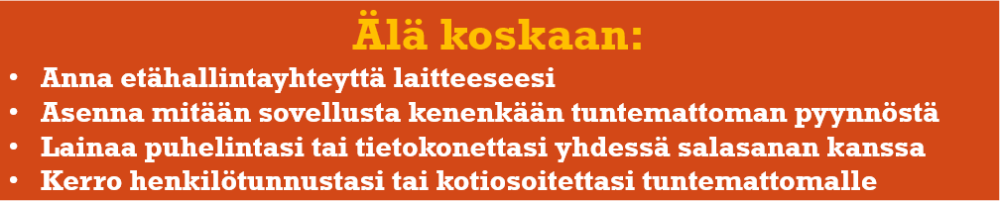 Älä koskaan:
• Anna etähallintayhteyttä laitteeseesi
• Asenna mitään sovellusta kenenkään tuntemattoman pyynnöstä
• Lainaa puhelintasi tai tietokonettasi yhdessä salasanan kanssa
• Kerro henkilötunnustasi tai kotiosoitettasi tuntemattomalle